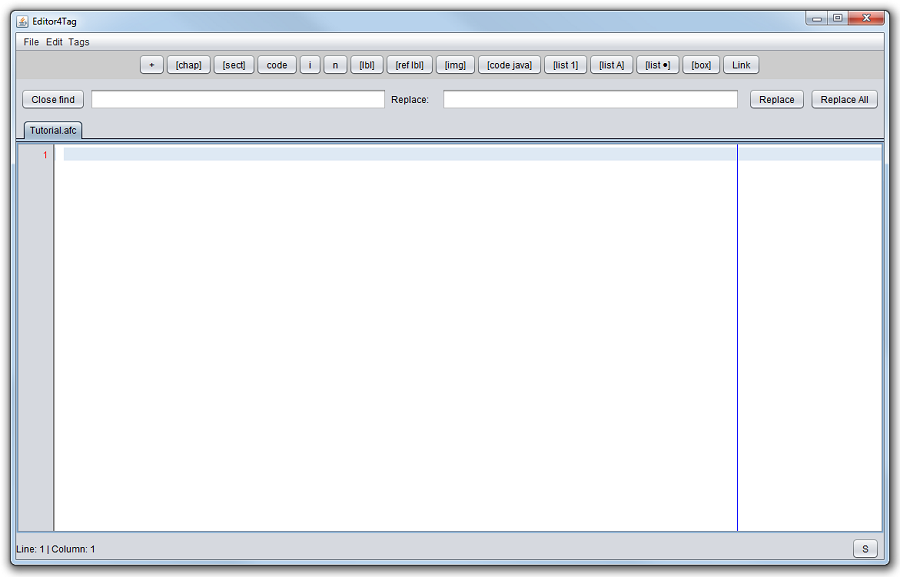 Editor4Tag
File Edit Tags
+ [chap] [sect] code i n [lbl] [ref lbl] [img] [code java] [list 1] [list A] [list ●] [box] Link
Close find Replace: Replace Replace All
Tutorial.afc
1
Line: 1 | Column: 1 S